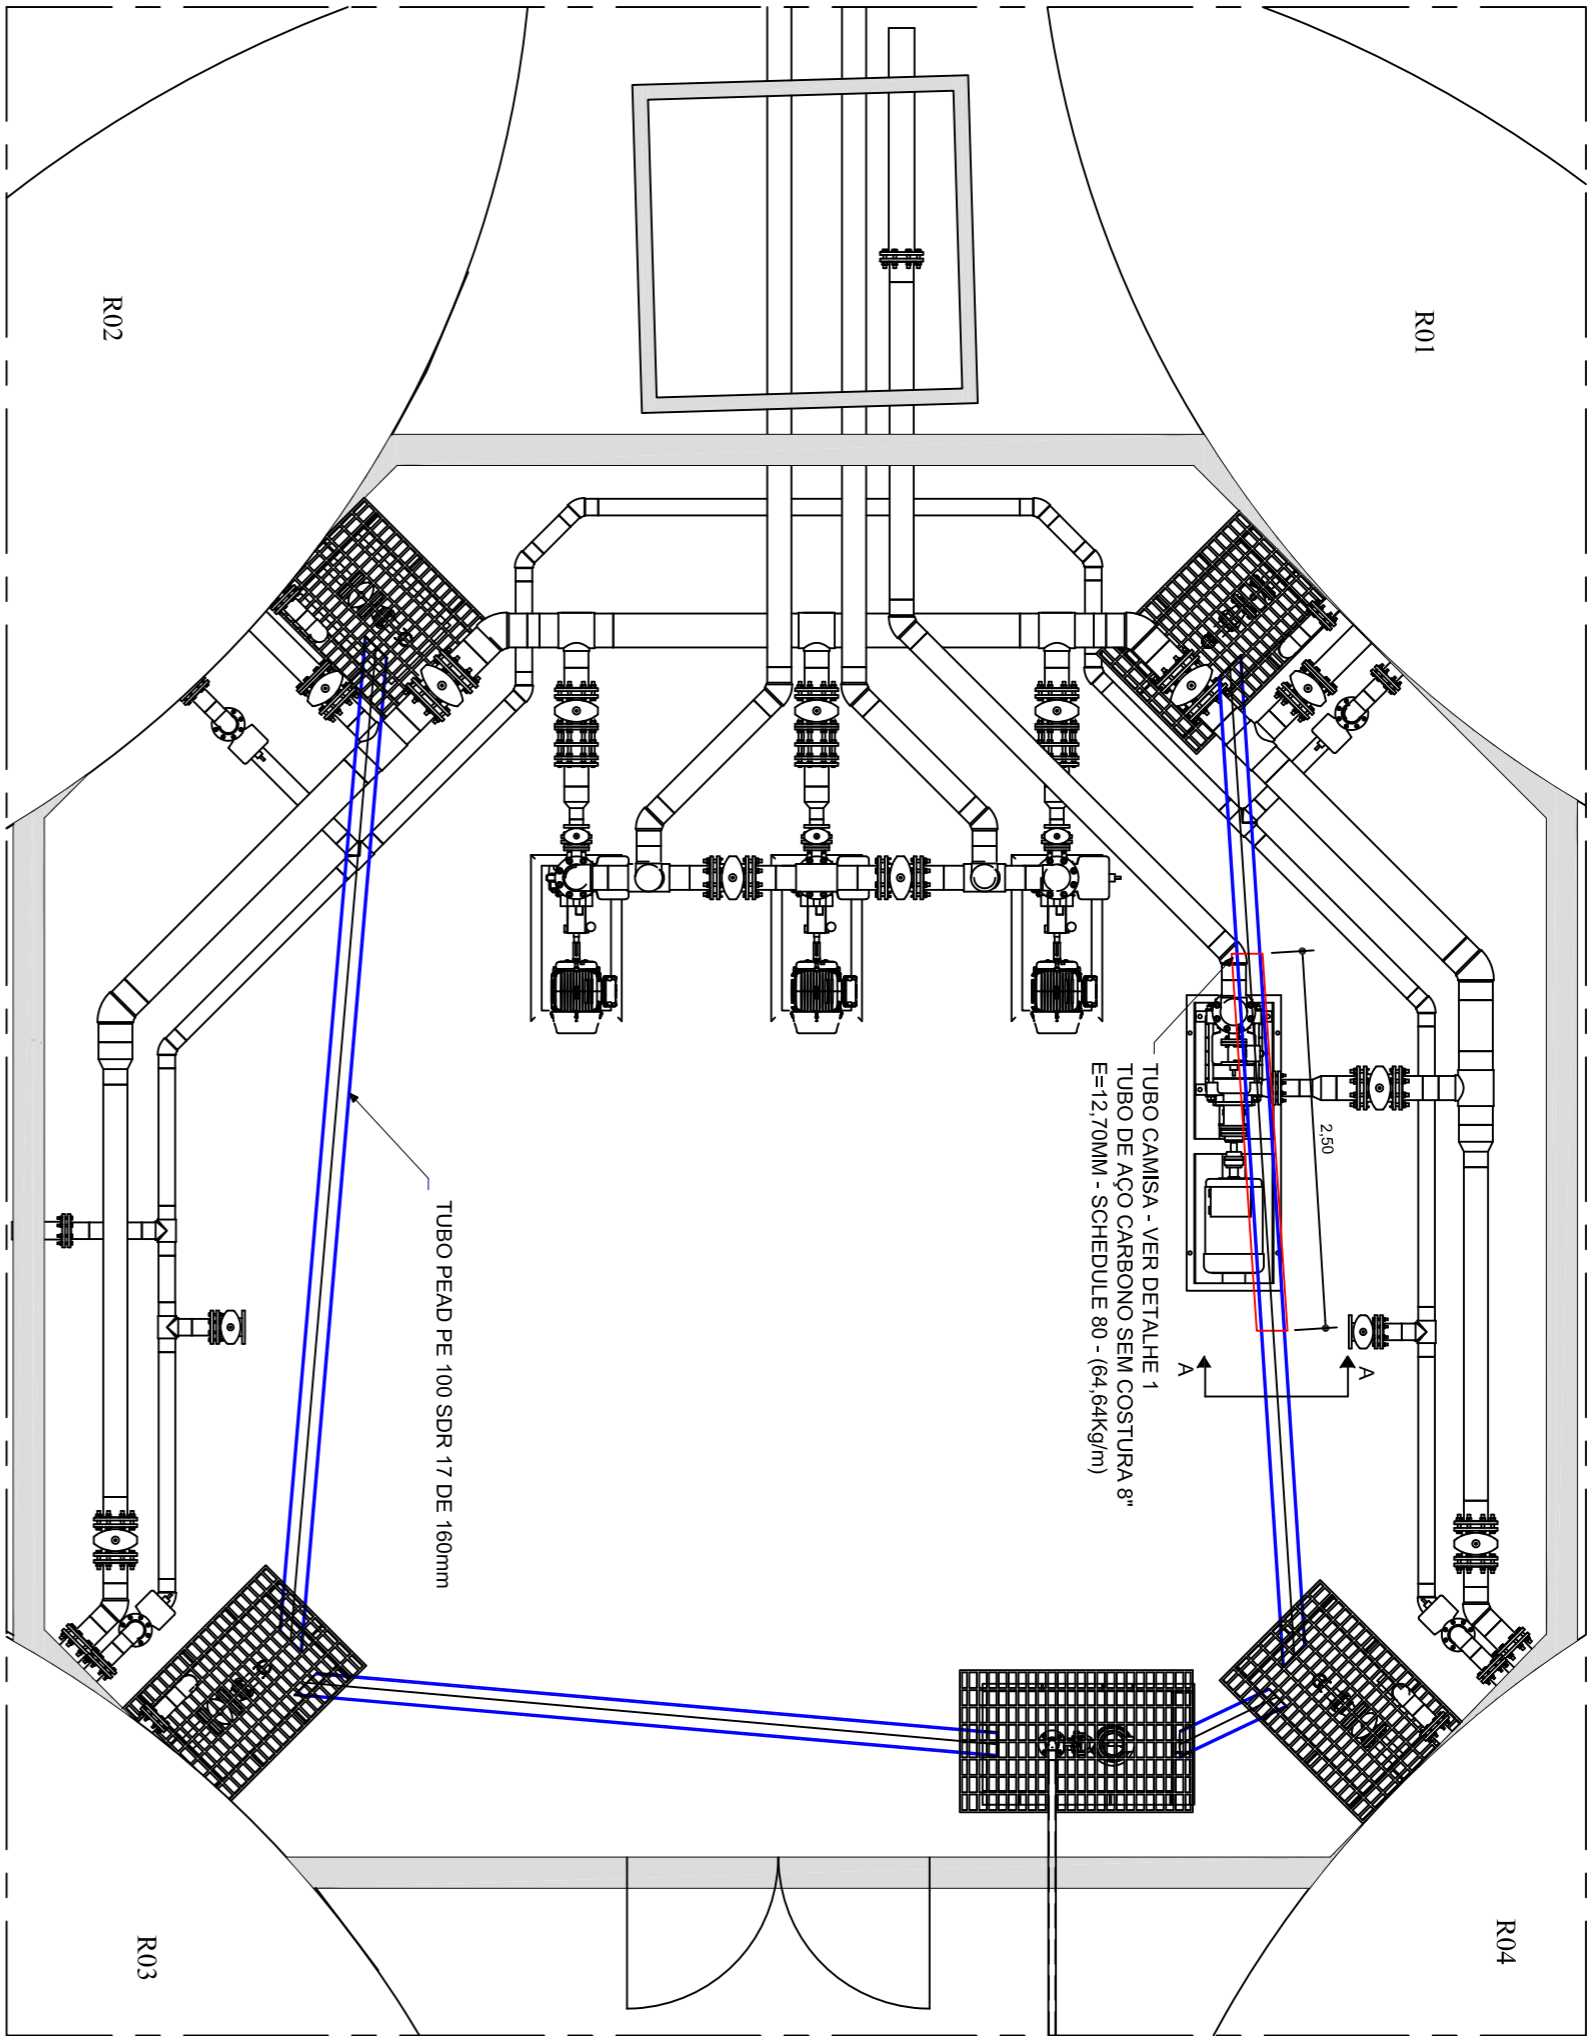 R02
R01
2,50
TUBO CAMISA - VER DETALHE 1
TUBO DE AÇO CARBONO SEM COSTURA 8"
E=12,70MM - SCHEDULE 80 - (64,64Kg/m)
A
A
TUBO PEAD PE 100 SDR 17 DE 160mm
R03
R04